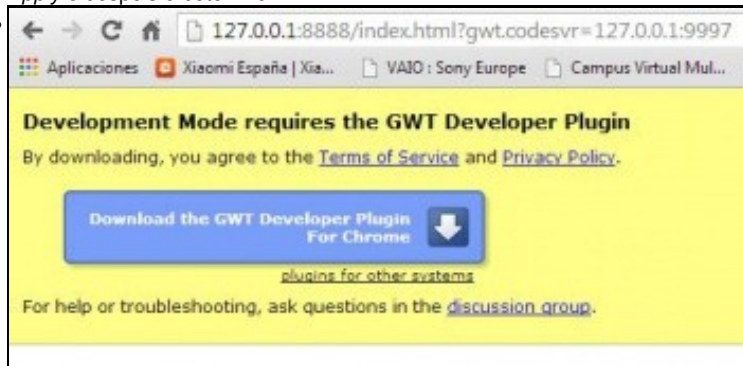 127.0.0.1:8888/index.html?gwt.codesvr=127.0.0.1:9997
Aplicaciones Xiaomi España | Xia... VAIO : Sony Europe Campus Virtual Mul...
Development Mode requires the GWT Developer Plugin
By downloading, you agree to the Terms of Service and Privacy Policy.
Download the GWT Developer Plugin
For Chrome
plugins for other systems
For help or troubleshooting, ask questions in the discussion group.